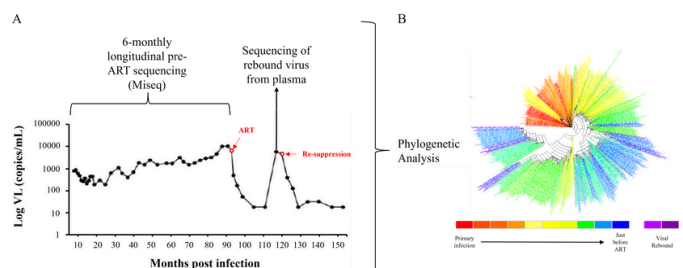 A
6-monthly
longitudinal pre-
ART sequencing
(Miseq)
Sequencing of
rebound virus
from plasma
ART
Re-suppression
Log VL (copies/mL)
100000
10000
1000
100
10
1
10 20 30 40 50 60 70 80 90 100 110 120 130 140 150
Months post infection
Phylogenetic
Analysis
B
Primary
infection
Just
before
ART
Viral
Rebound